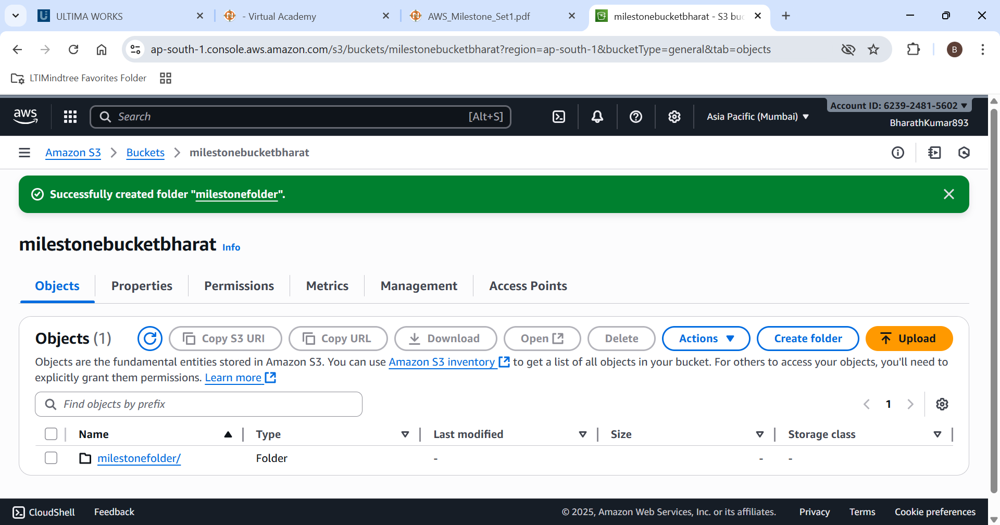 ULTIMA WORKS
- Virtual Academy
AWS_Milestone_Set1.pdf
milestonebucketbharat - S3 buc
ap-south-1.console.aws.amazon.com/s3/buckets/milestonebucketbharat?region=ap-south-1&bucketType=general&tab=objects
B
LTIMindtree Favorites Folder
aws
Search
[Alt+S]
Asia Pacific (Mumbai)
Account ID: 6239-2481-5602
BharathKumar893
Amazon S3 > Buckets > milestonebucketbharat
Successfully created folder "milestonefolder".
milestonebucketbharat Info
Objects Properties Permissions Metrics Management Access Points
Objects (1)
Copy S3 URI
Copy URL
Download
Open
Delete
Actions
Create folder
Upload
Objects are the fundamental entities stored in Amazon S3. You can use Amazon S3 inventory to get a list of all objects in your bucket. For others to access your objects, you'll need to
explicitly grant them permissions. Learn more
Find objects by prefix
1
Name Type Last modified Size Storage class
milestonefolder/ Folder - - -
CloudShell Feedback © 2025, Amazon Web Services, Inc. or its affiliates. Privacy Terms Cookie preferences